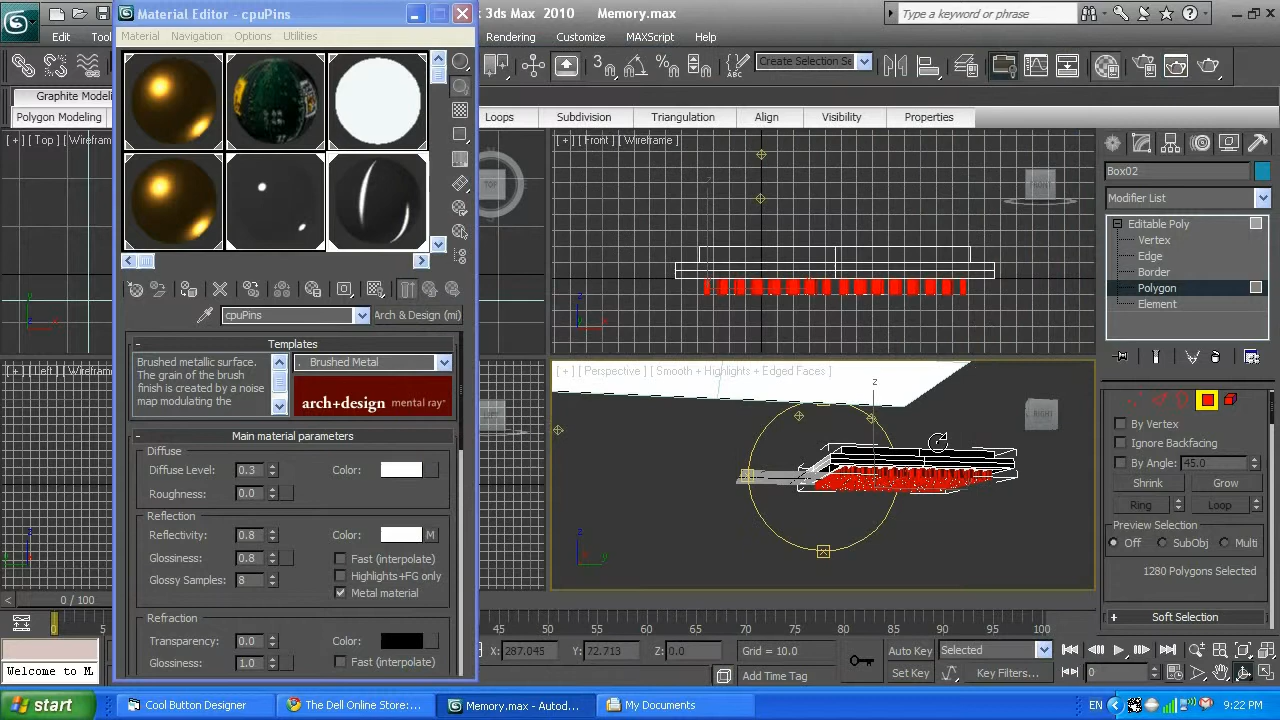 Material Editor - cpuPins
3ds Max 2010 Memory.max
Type a keyword or phrase
Material Navigation Options Utilities
Edit
Rendering Customize MAXScript Help
Create Selection Se
Graphite Modeli
Polygon Modeling
Loops Subdivision Triangulation Align Visibility Properties
[ + ] [ Top ] [ Wirefram
[ + ] [ Front ] [ Wireframe ]
TOP
FRONT
Box02
Modifier List
Editable Poly
Vertex
Edge
Border
Polygon
Element
cpuPins
Arch & Design (mi)
Templates
Brushed metallic surface.
The grain of the brush
finish is created by a noise
map modulating the
. Brushed Metal
arch+design mental ray
Main material parameters
Diffuse
Diffuse Level: 0.3 Color:
Roughness: 0.0
Reflection
Reflectivity: 0.8 Color: M
Glossiness: 0.8 Fast (interpolate)
Highlights+FG only
Glossy Samples: 8
Metal material
Refraction
Transparency: 0.0 Color:
Glossiness: 1.0 Fast (interpolate)
[ + ] [ Left ] [ Wirefram
[ + ] [ Perspective ] [ Smooth + Highlights + Edged Faces ]
LEFT
RIGHT
z
By Vertex
Ignore Backfacing
By Angle: 45.0
Shrink Grow
Ring Loop
Preview Selection
Off SubObj Multi
1280 Polygons Selected
Soft Selection
0 / 100
0 5 45 50 55 60 65 70 75 80 85 90 95 100
X: 287.045 Y: 72.713 Z: 0.0 Grid = 10.0
Auto Key Selected
Welcome to M
Add Time Tag
Set Key Key Filters... 0
start Cool Button Designer The Dell Online Store:... Memory.max - Autod... My Documents
EN 9:22 PM